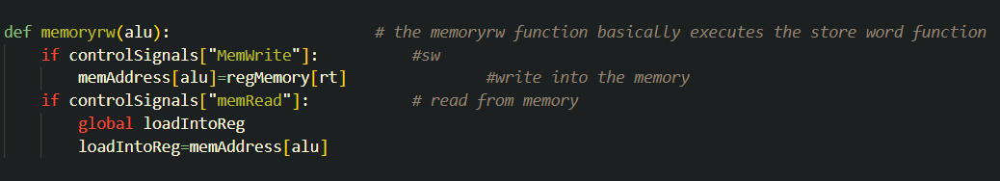 def memoryrw(alu):                      # the memoryrw function basically executes the store word function
    if controlSignals["MemWrite"]:          #sw
        memAddress[alu]=regMemory[rt]               #write into the memory
    if controlSignals["memRead"]:           # read from memory
        global loadIntoReg
        loadIntoReg=memAddress[alu]